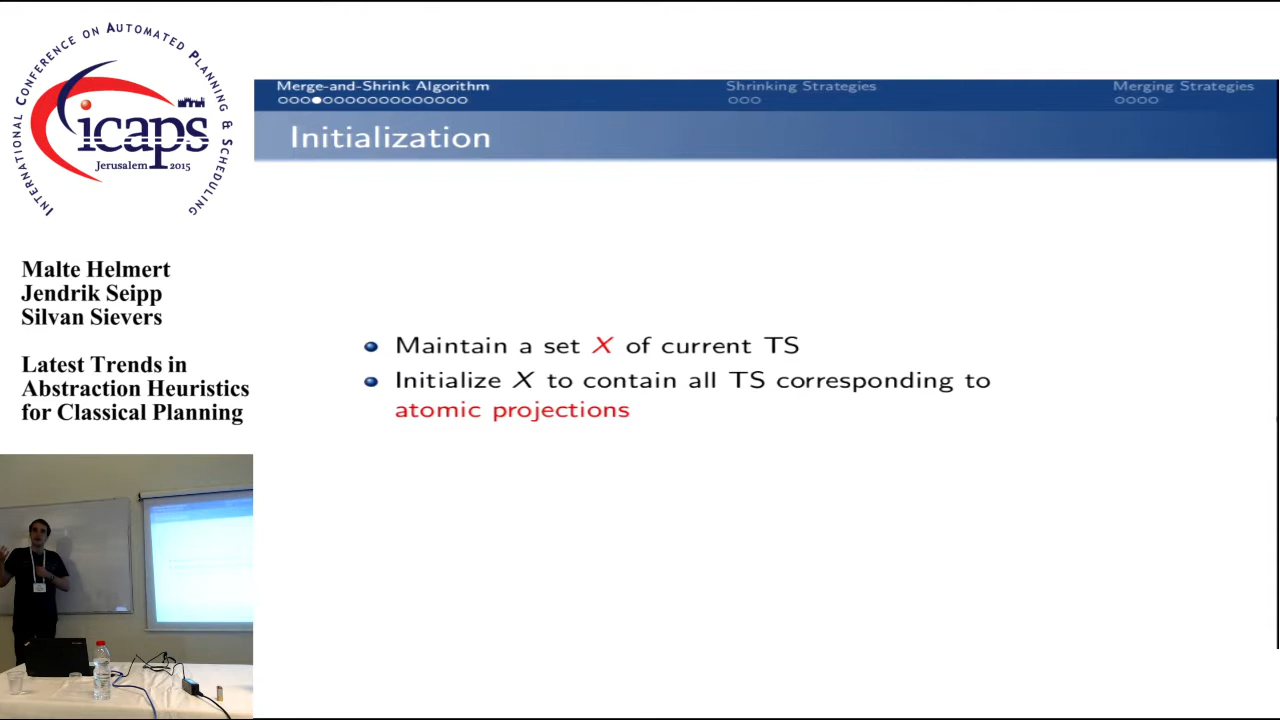 INTERNATIONAL CONFERENCE ON AUTOMATED PLANNING & SCHEDULING
icaps
Jerusalem 2015
Malte Helmert
Jendrik Seipp
Silvan Sievers
Latest Trends in
Abstraction Heuristics
for Classical Planning
Merge-and-Shrink Algorithm
Shrinking Strategies
Merging Strategies
Initialization
Maintain a set X of current TS
Initialize X to contain all TS corresponding to
atomic projections